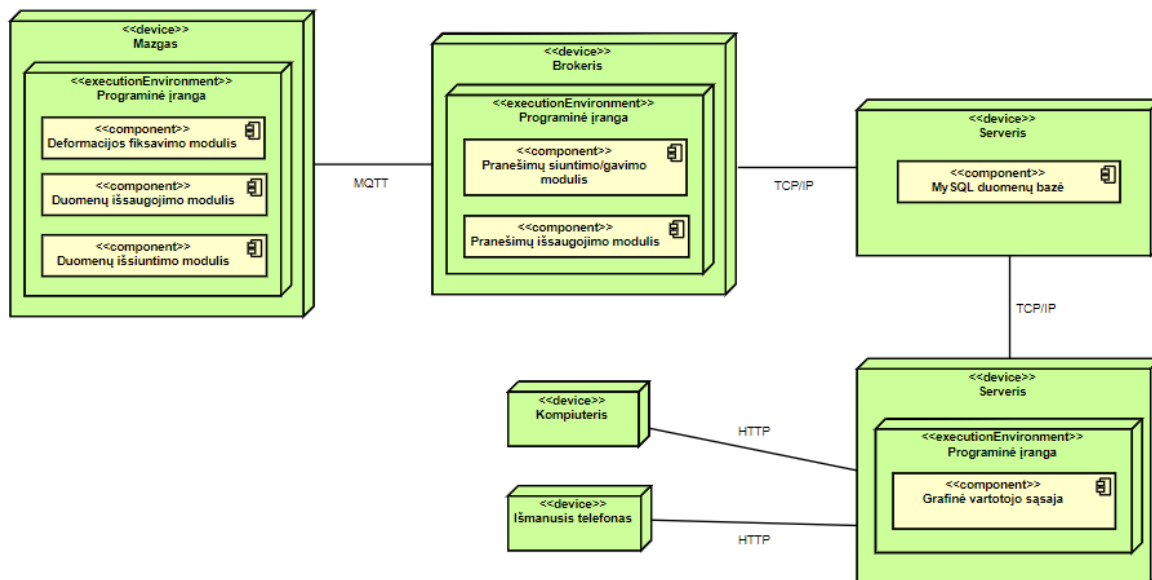 <<device>>
Mazgas
<<executionEnvironment>>
Programinė įranga
<<component>>
Deformacijos fiksavimo modulis
<<component>>
Duomenų išsaugojimo modulis
<<component>>
Duomenų išsiuntimo modulis
MQTT
<<device>>
Brokeris
<<executionEnvironment>>
Programinė įranga
<<component>>
Pranešimų siuntimo/gavimo
modulis
<<component>>
Pranešimų išsaugojimo modulis
TCP/IP
<<device>>
Serveris
<<component>>
MySQL duomenų bazė
TCP/IP
<<device>>
Serveris
<<executionEnvironment>>
Programinė įranga
<<component>>
Grafinė vartotojo sąsaja
<<device>>
Kompiuteris
HTTP
<<device>>
Išmanusis telefonas
HTTP